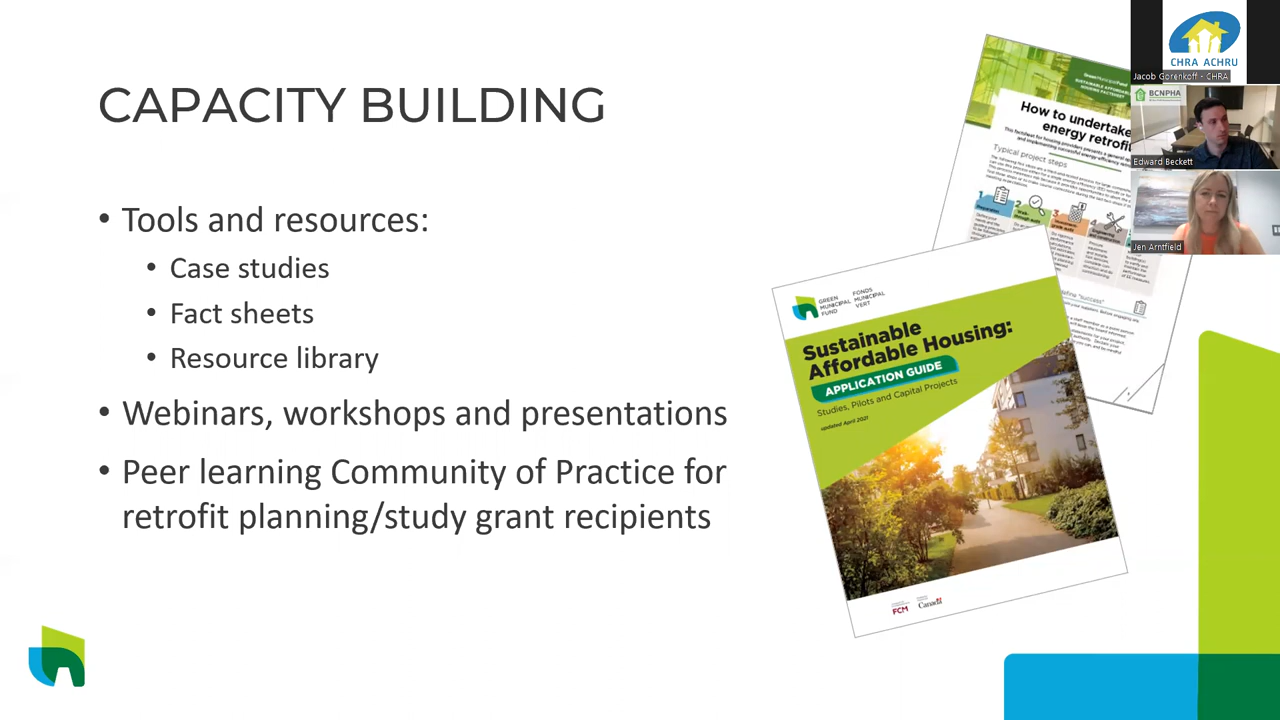 CAPACITY BUILDING
• Tools and resources:
• Case studies
• Fact sheets
• Resource library
• Webinars, workshops and presentations
• Peer learning Community of Practice for
retrofit planning/study grant recipients
How to undertake
energy retrofit
Typical project steps
GREEN
MUNICIPAL
FUND
FONDS
MUNICIPAL
VERT
Sustainable
Affordable Housing:
APPLICATION GUIDE
Studies, Pilots and Capital Projects
updated April 2021
FCM
Canada
CHRA ACHRU
Jacob Gorenkoff - CHRA
BCNPHA
Edward Beckett
Jen Arntfield